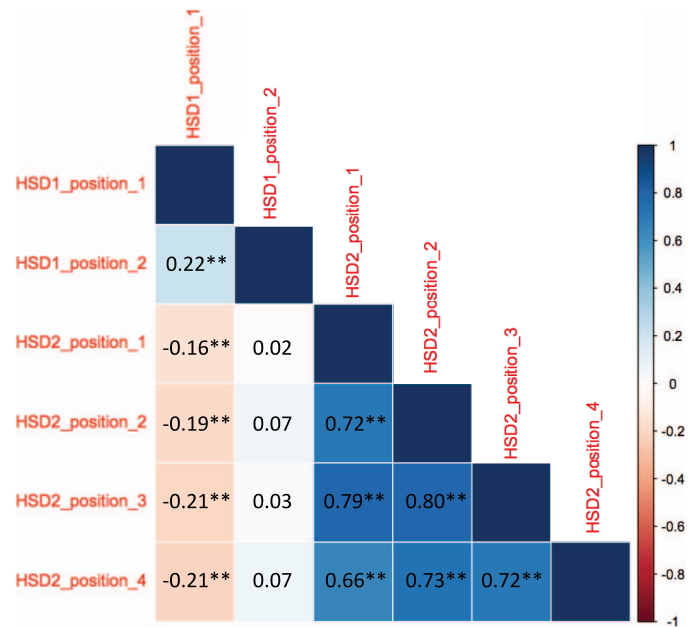 HSD1_position_1
HSD1_position_2
HSD2_position_1
HSD2_position_2
HSD2_position_3
HSD2_position_4
HSD1_position_1
HSD1_position_2 0.22**
HSD2_position_1 -0.16** 0.02
HSD2_position_2 -0.19** 0.07 0.72**
HSD2_position_3 -0.21** 0.03 0.79** 0.80**
HSD2_position_4 -0.21** 0.07 0.66** 0.73** 0.72**
1
0.8
0.6
0.4
0.2
0
-0.2
-0.4
-0.6
-0.8
-1